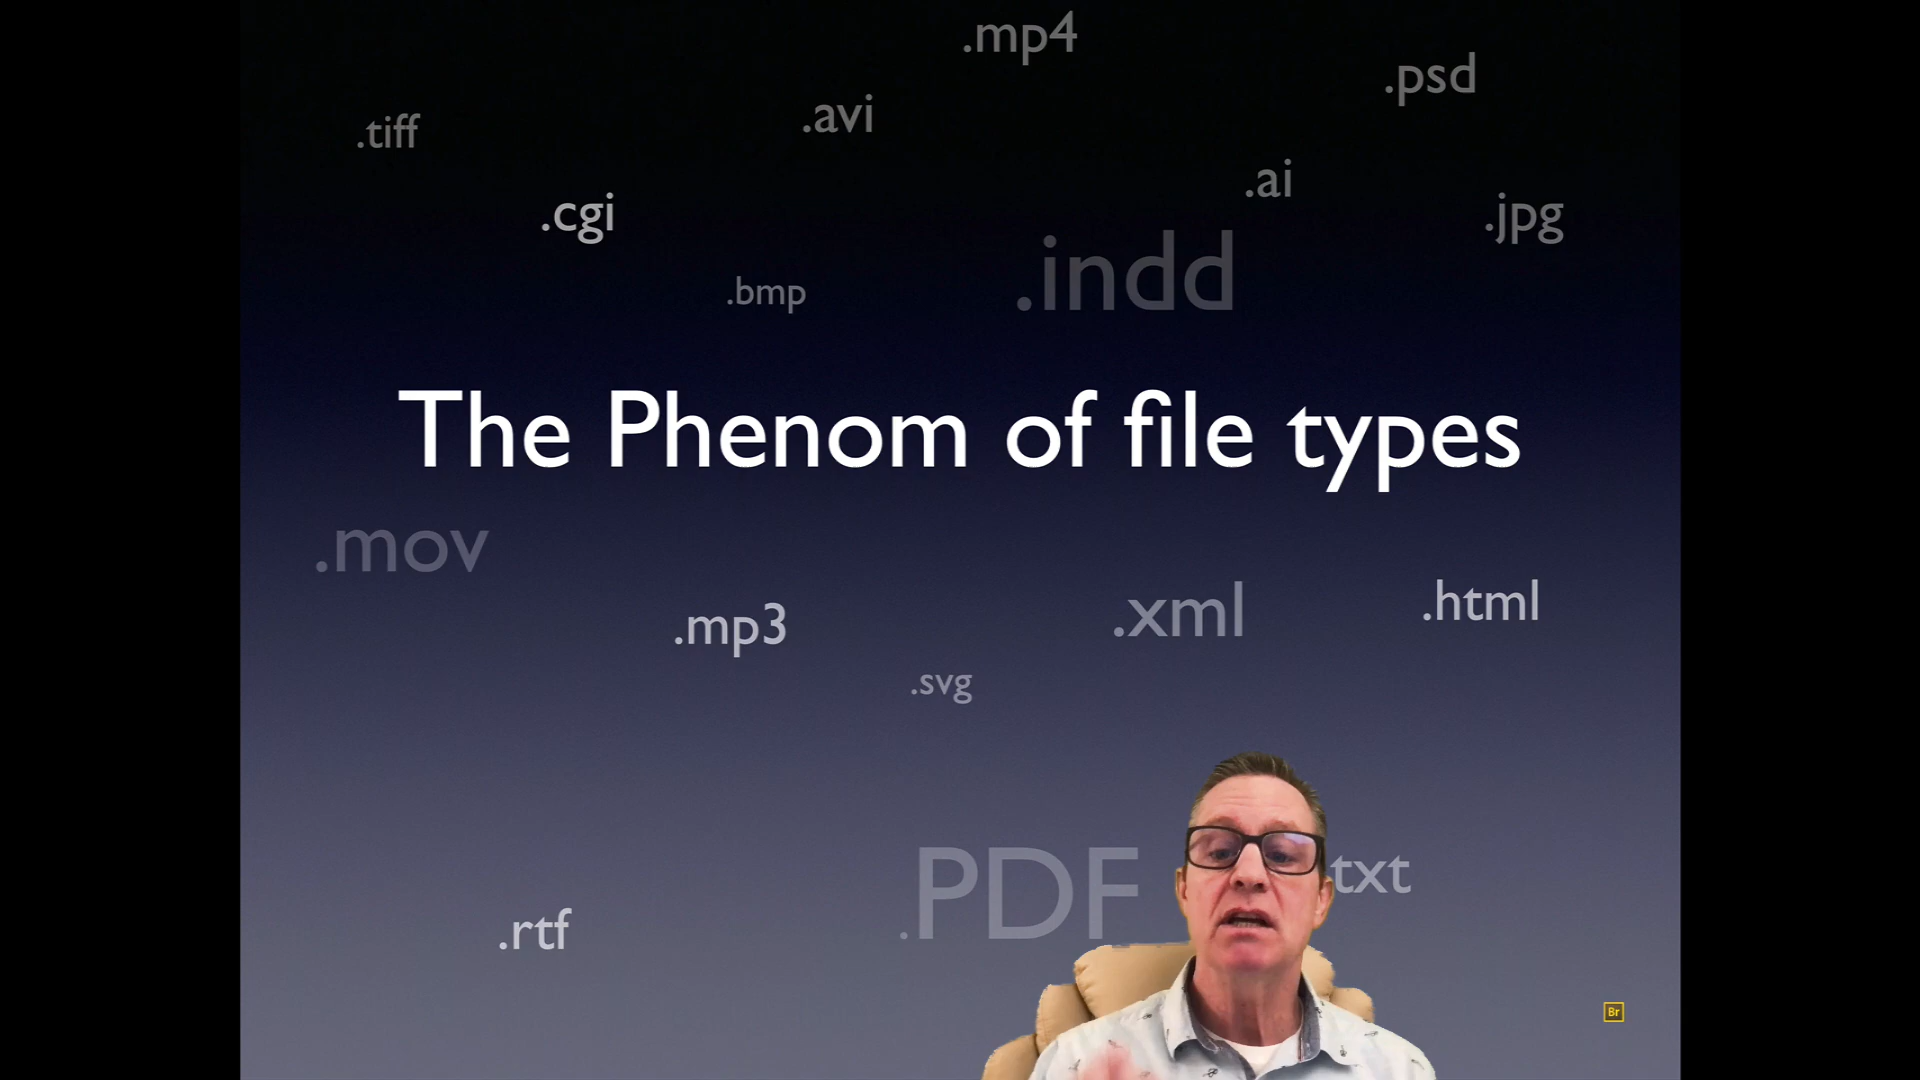 .mp4
.psd
.avi
.tiff
.ai
.cgi
.jpg
.indd
.bmp
The Phenom of file types
.mov
.xml
.html
.mp3
.svg
.PDF
txt
.rtf
Br